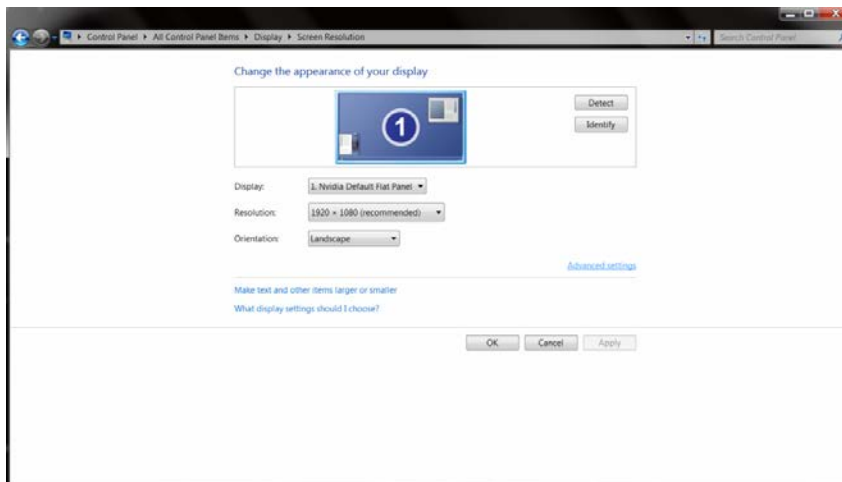 Control Panel ▸ All Control Panel Items ▸ Display ▸ Screen Resolution
Search Control Panel
Change the appearance of your display
1
Detect
Identify
Display: 1. Nvidia Default Flat Panel
Resolution: 1920 × 1080 (recommended)
Orientation: Landscape
Advanced settings
Make text and other items larger or smaller
What display settings should I choose?
OK Cancel Apply